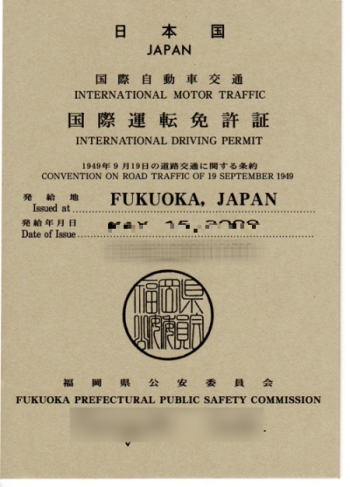 日本国
JAPAN
国際自動車交通
INTERNATIONAL MOTOR TRAFFIC
国際運転免許証
INTERNATIONAL DRIVING PERMIT
1949年9月19日の道路交通に関する条約
CONVENTION ON ROAD TRAFFIC OF 19 SEPTEMBER 1949
発給地 FUKUOKA, JAPAN
Issued at
発給年月日
Date of Issue
福岡県公安委員会
FUKUOKA PREFECTURAL PUBLIC SAFETY COMMISSION